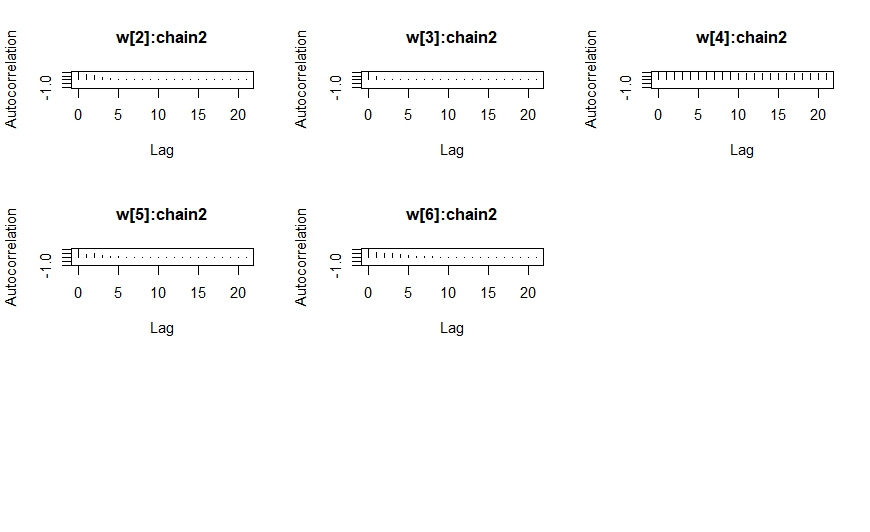 w[2]:chain2 w[3]:chain2 w[4]:chain2
Autocorrelation Autocorrelation Autocorrelation
-1.0 -1.0 -1.0
0 5 10 15 20 0 5 10 15 20 0 5 10 15 20
Lag Lag Lag
w[5]:chain2 w[6]:chain2
Autocorrelation Autocorrelation
-1.0 -1.0
0 5 10 15 20 0 5 10 15 20
Lag Lag